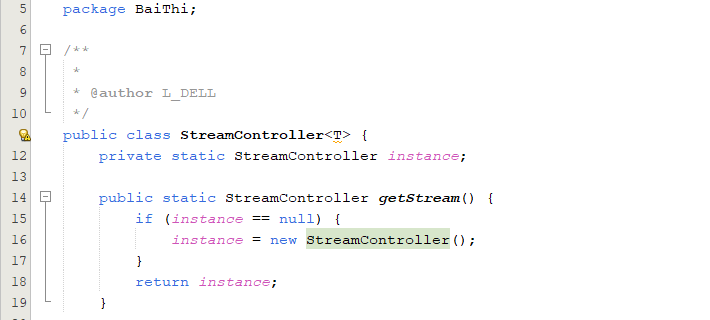 5 package BaiThi;
6
7 /**
8 *
9 * @author L_DELL
10 */
public class StreamController<T> {
12 private static StreamController instance;
13
14 public static StreamController getStream() {
15 if (instance == null) {
16 instance = new StreamController();
17 }
18 return instance;
19 }